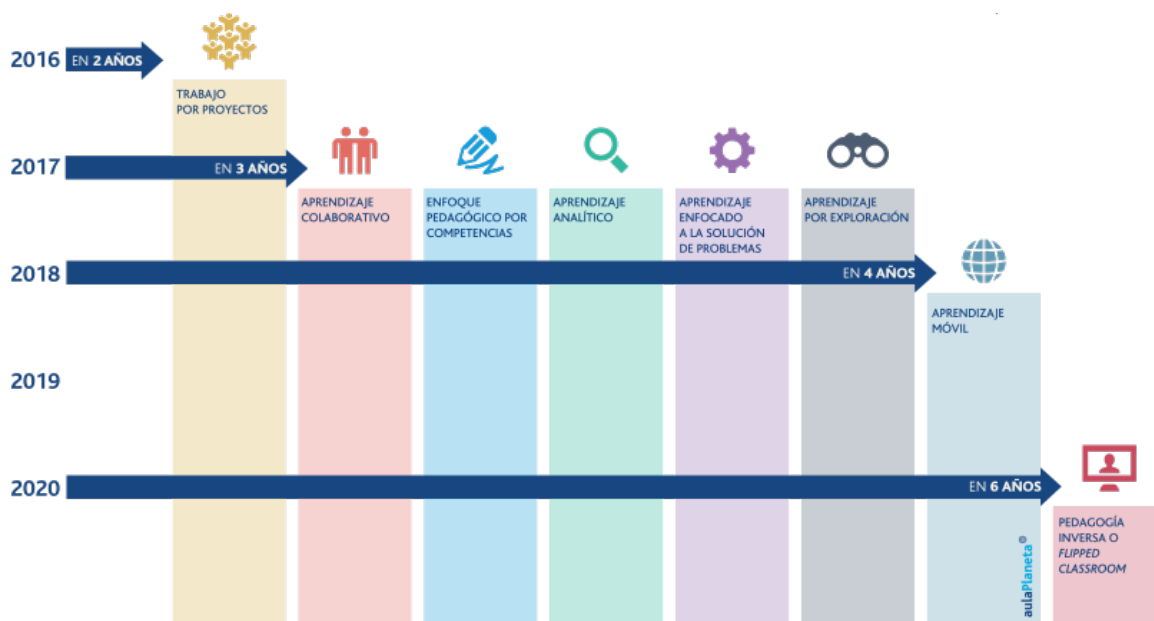 2016
EN 2 AÑOS
TRABAJO
POR PROYECTOS
2017
EN 3 AÑOS
APRENDIZAJE
COLABORATIVO
ENFOQUE
PEDAGÓGICO POR
COMPETENCIAS
APRENDIZAJE
ANALÍTICO
APRENDIZAJE
ENFOCADO
A LA SOLUCIÓN
DE PROBLEMAS
APRENDIZAJE
POR EXPLORACIÓN
2018
EN 4 AÑOS
APRENDIZAJE
MÓVIL
2019
2020
EN 6 AÑOS
PEDAGOGÍA
INVERSA O
FLIPPED
CLASSROOM
aulaPlaneta